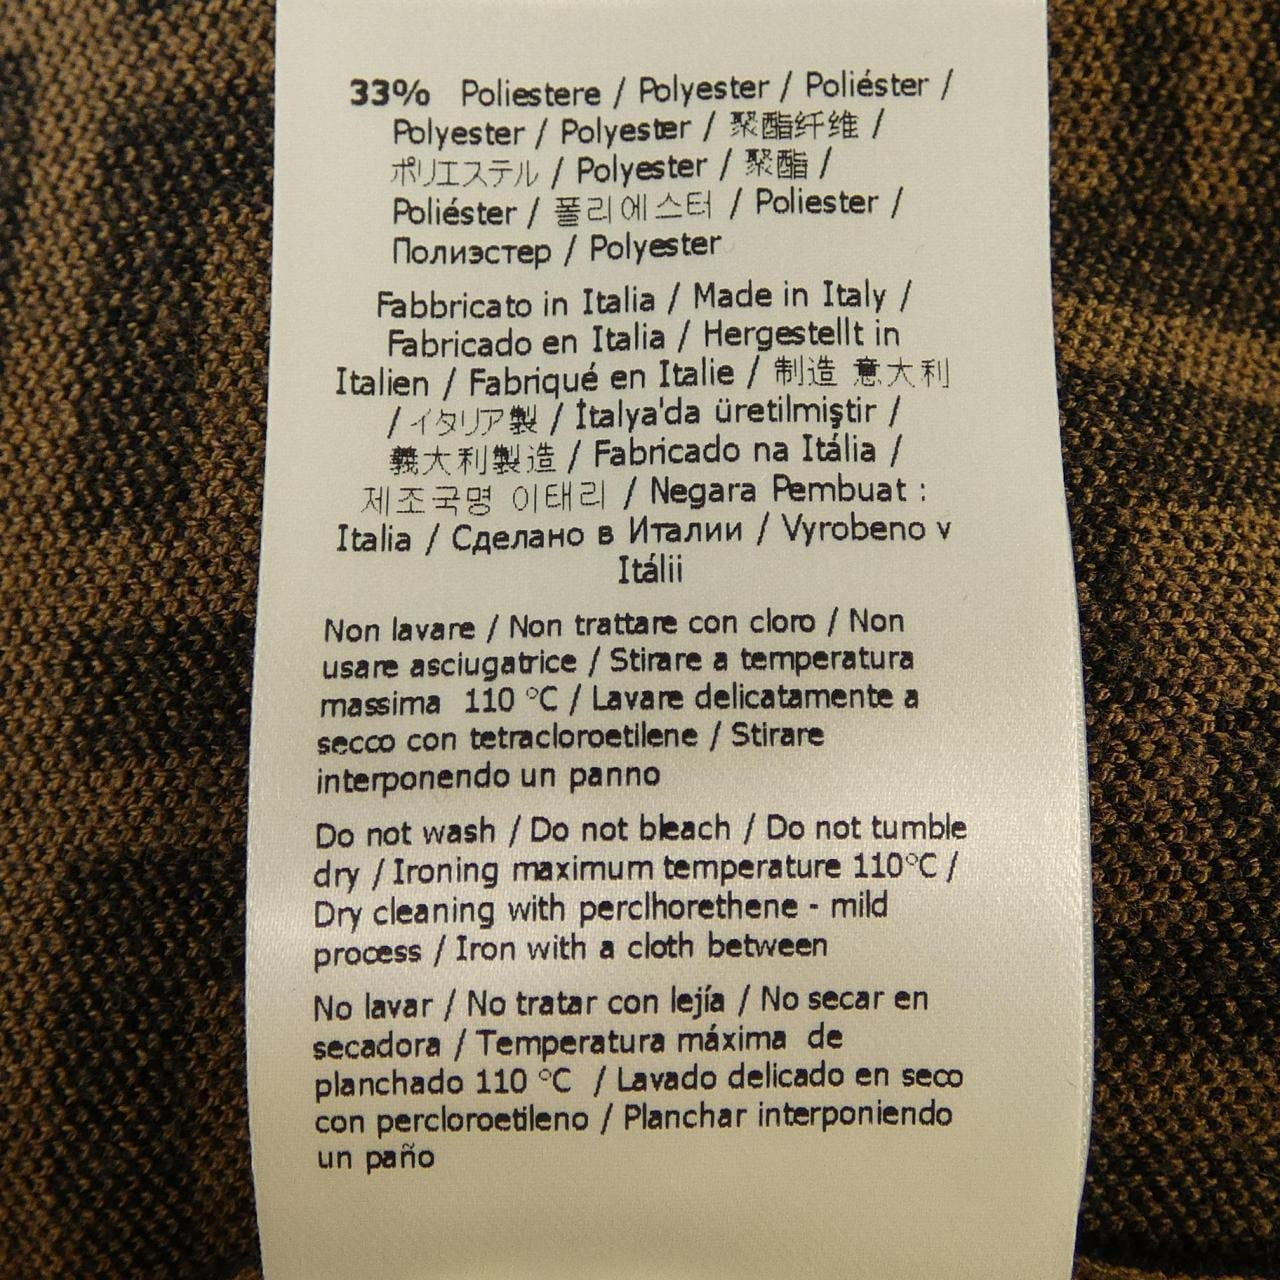 33% Poliestere / Polyester / Poliéster /
Polyester / Polyester / 聚酯纤维 /
ポリエステル / Polyester / 聚酯 /
Poliéster / 폴리에스터 / Poliester /
Полиэстер / Polyester
Fabbricato in Italia / Made in Italy /
Fabricado en Italia / Hergestellt in
Italien / Fabriqué en Italie / 制造 意大利
/ イタリア製 / İtalya'da üretilmiştir /
義大利製造 / Fabricado na Itália /
제조국명 이태리 / Negara Pembuat :
Italia / Сделано в Италии / Vyrobeno v
Itálii
Non lavare / Non trattare con cloro / Non
usare asciugatrice / Stirare a temperatura
massima 110 °C / Lavare delicatamente a
secco con tetracloroetilene / Stirare
interponendo un panno
Do not wash / Do not bleach / Do not tumble
dry / Ironing maximum temperature 110°C /
Dry cleaning with perclhorethene - mild
process / Iron with a cloth between
No lavar / No tratar con lejía / No secar en
secadora / Temperatura máxima de
planchado 110 °C / Lavado delicado en seco
con percloroetileno / Planchar interponiendo
un paño